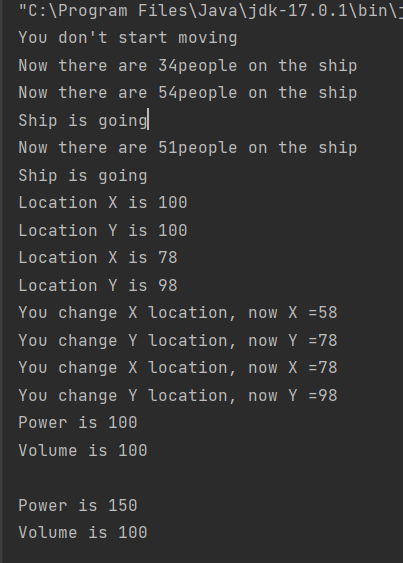 "C:\Program Files\Java\jdk-17.0.1\bin\j
You don't start moving
Now there are 34people on the ship
Now there are 54people on the ship
Ship is going
Now there are 51people on the ship
Ship is going
Location X is 100
Location Y is 100
Location X is 78
Location Y is 98
You change X location, now X =58
You change Y location, now Y =78
You change X location, now X =78
You change Y location, now Y =98
Power is 100
Volume is 100
Power is 150
Volume is 100